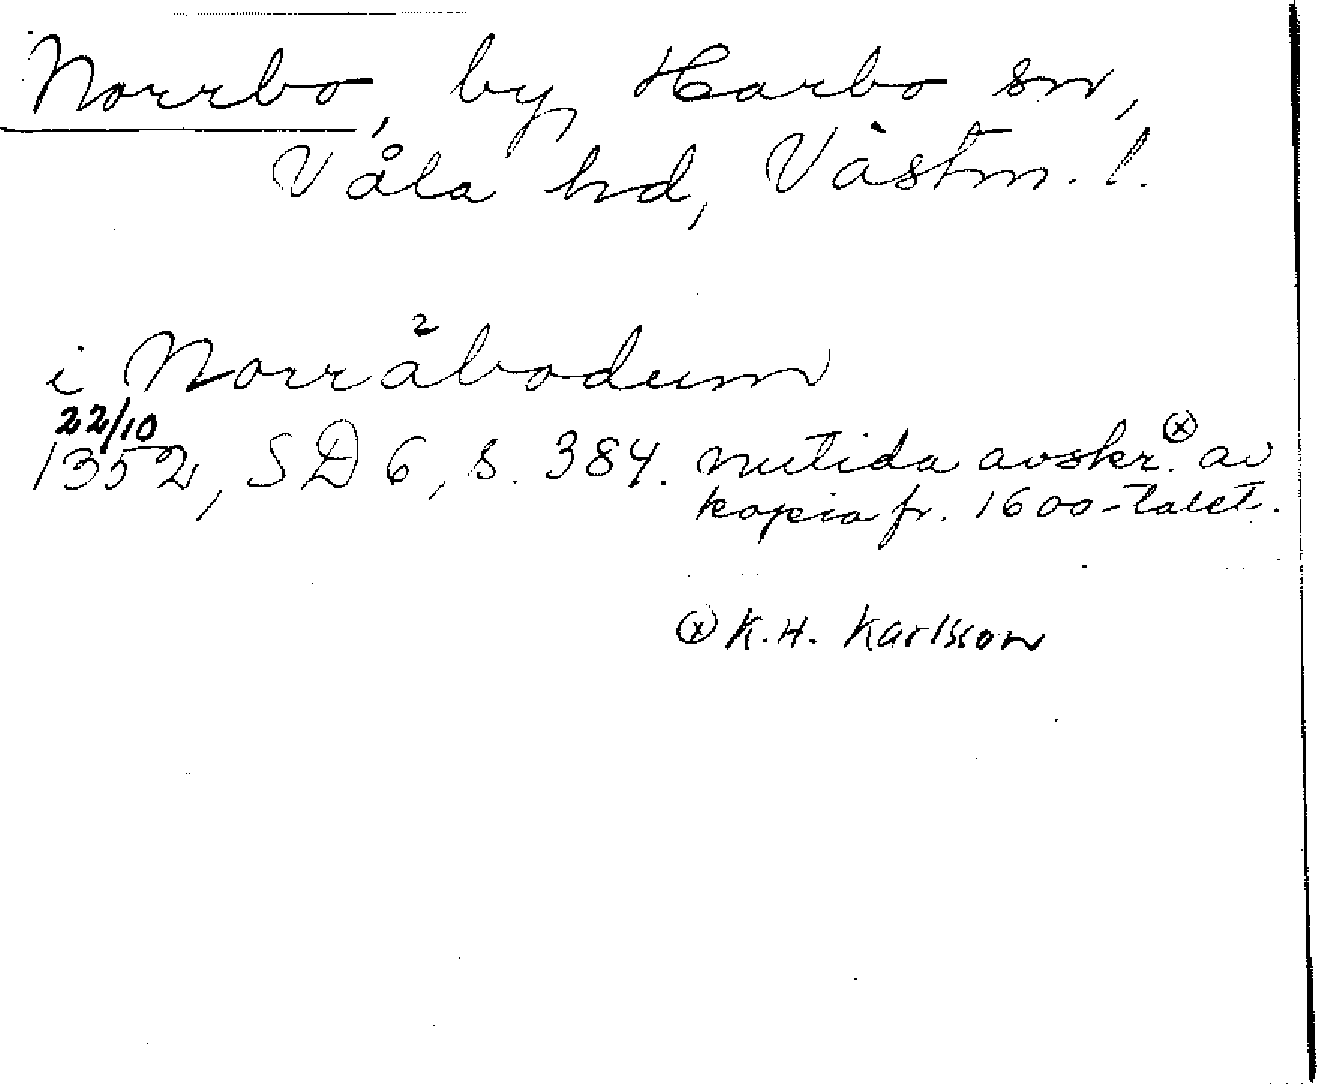 Norrbo, by, Harbo sn,
Våla hd, Västm. l.
i Norråbodum
22/10
1352, SD 6, s. 384. nutida avskr. ⓧ av
kopia fr. 1600-talet.
ⓧ K. H. Karlsson